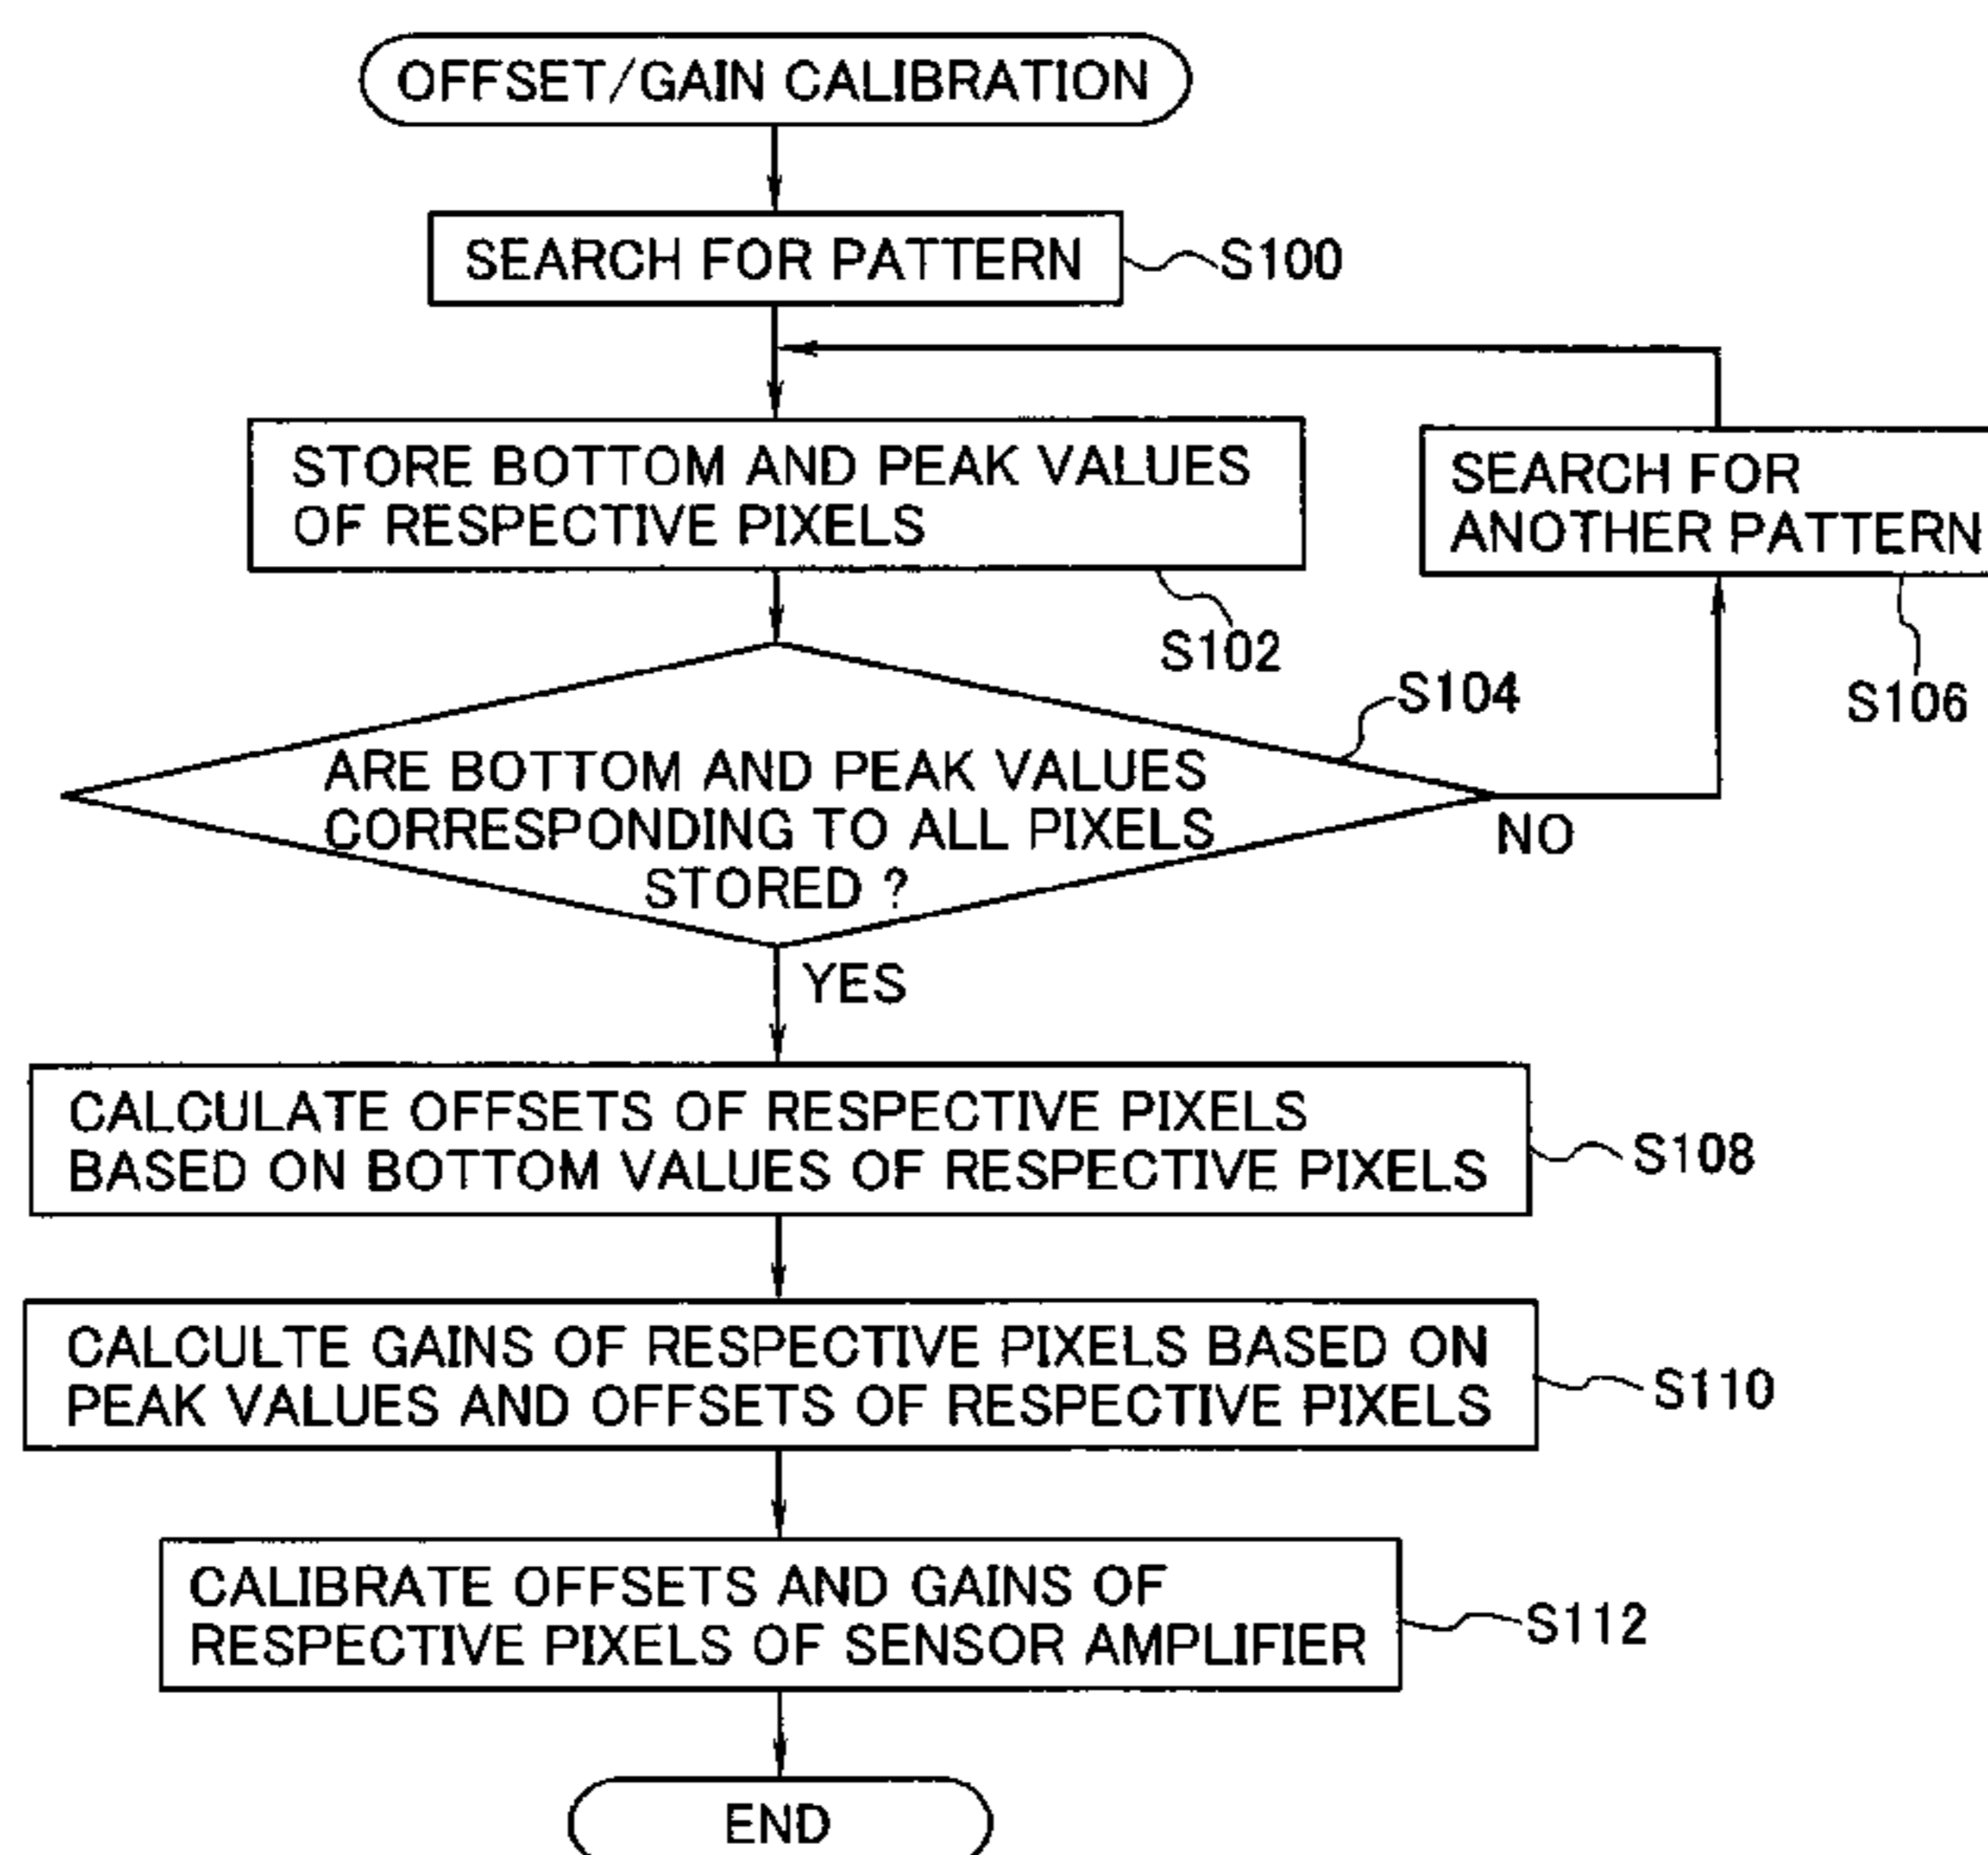 OFFSET/GAIN CALIBRATION
SEARCH FOR PATTERN
S100
STORE BOTTOM AND PEAK VALUES
OF RESPECTIVE PIXELS
S102
SEARCH FOR
ANOTHER PATTERN
S106
S104
ARE BOTTOM AND PEAK VALUES
CORRESPONDING TO ALL PIXELS
STORED ?
NO
YES
CALCULATE OFFSETS OF RESPECTIVE PIXELS
BASED ON BOTTOM VALUES OF RESPECTIVE PIXELS
S108
CALCULTE GAINS OF RESPECTIVE PIXELS BASED ON
PEAK VALUES AND OFFSETS OF RESPECTIVE PIXELS
S110
CALIBRATE OFFSETS AND GAINS OF
RESPECTIVE PIXELS OF SENSOR AMPLIFIER
S112
END